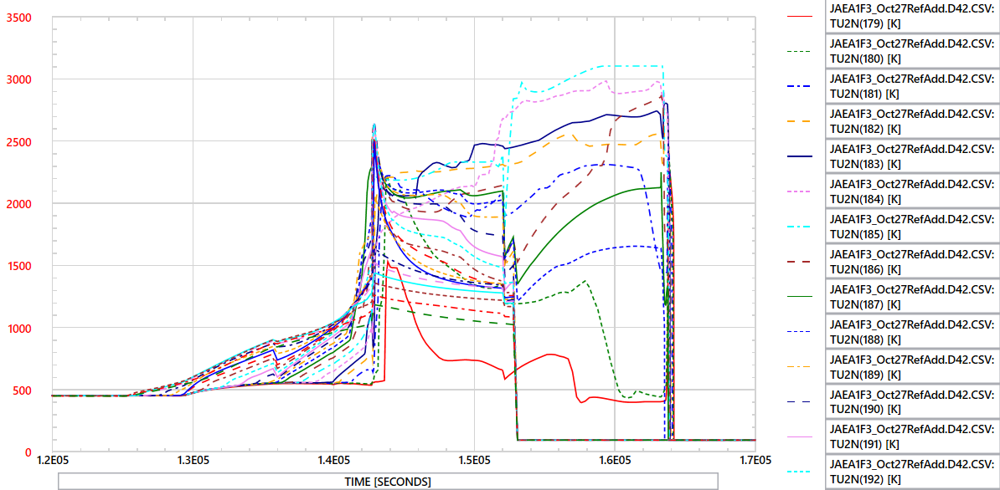 3500
3000
2500
2000
1500
1000
500
0
1.2E05
1.3E05
1.4E05
1.5E05
1.6E05
1.7E05
TIME [SECONDS]
JAEA1F3_Oct27RefAdd.D42.CSV:
TU2N(179) [K]
JAEA1F3_Oct27RefAdd.D42.CSV:
TU2N(180) [K]
JAEA1F3_Oct27RefAdd.D42.CSV:
TU2N(181) [K]
JAEA1F3_Oct27RefAdd.D42.CSV:
TU2N(182) [K]
JAEA1F3_Oct27RefAdd.D42.CSV:
TU2N(183) [K]
JAEA1F3_Oct27RefAdd.D42.CSV:
TU2N(184) [K]
JAEA1F3_Oct27RefAdd.D42.CSV:
TU2N(185) [K]
JAEA1F3_Oct27RefAdd.D42.CSV:
TU2N(186) [K]
JAEA1F3_Oct27RefAdd.D42.CSV:
TU2N(187) [K]
JAEA1F3_Oct27RefAdd.D42.CSV:
TU2N(188) [K]
JAEA1F3_Oct27RefAdd.D42.CSV:
TU2N(189) [K]
JAEA1F3_Oct27RefAdd.D42.CSV:
TU2N(190) [K]
JAEA1F3_Oct27RefAdd.D42.CSV:
TU2N(191) [K]
JAEA1F3_Oct27RefAdd.D42.CSV:
TU2N(192) [K]